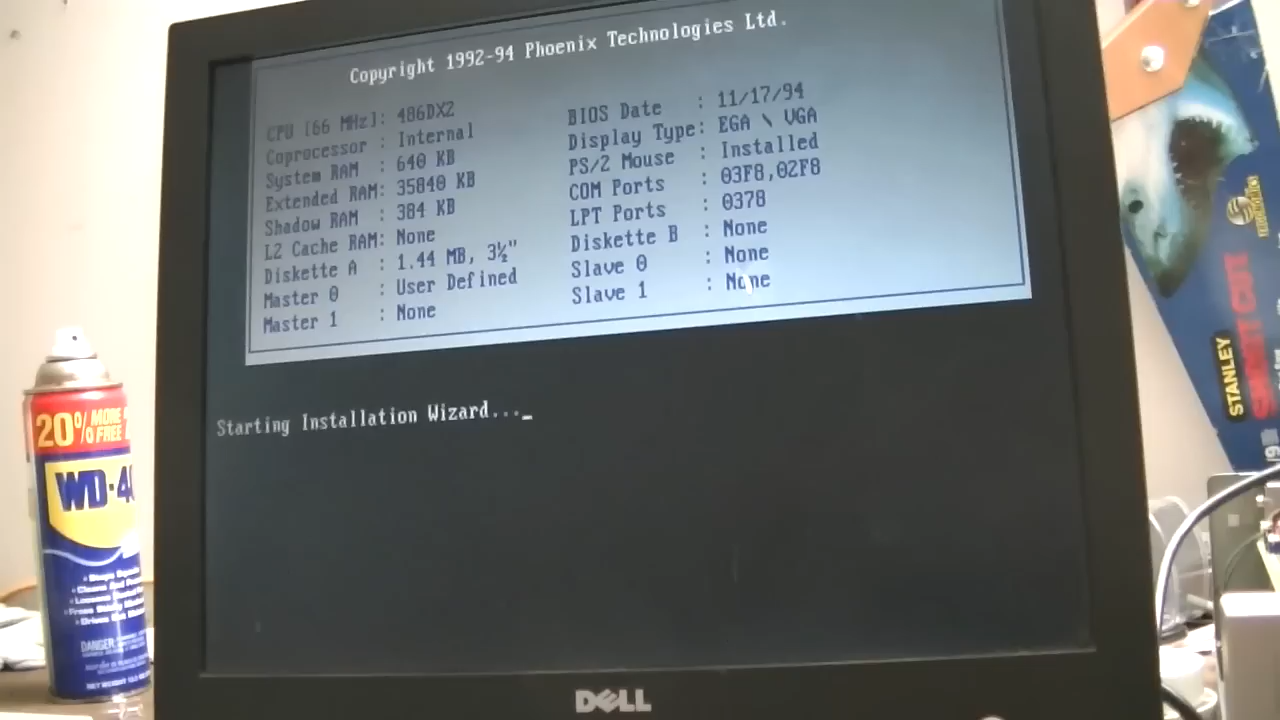 Copyright 1992-94 Phoenix Technologies Ltd.
CPU [66 MHz]: 486DX2 BIOS Date : 11/17/94
Coprocessor : Internal Display Type: EGA \ VGA
System RAM : 640 KB PS/2 Mouse : Installed
Extended RAM: 35840 KB COM Ports : 03F8,02F8
Shadow RAM : 384 KB LPT Ports : 0378
L2 Cache RAM: None Diskette B : None
Diskette A : 1.44 MB, 3½" Slave 0 : None
Master 0 : User Defined Slave 1 : None
Master 1 : None
Starting Installation Wizard..._
DELL
20% MORE
FREE
WD-40
DANGER
STANLEY
SHORT CUT